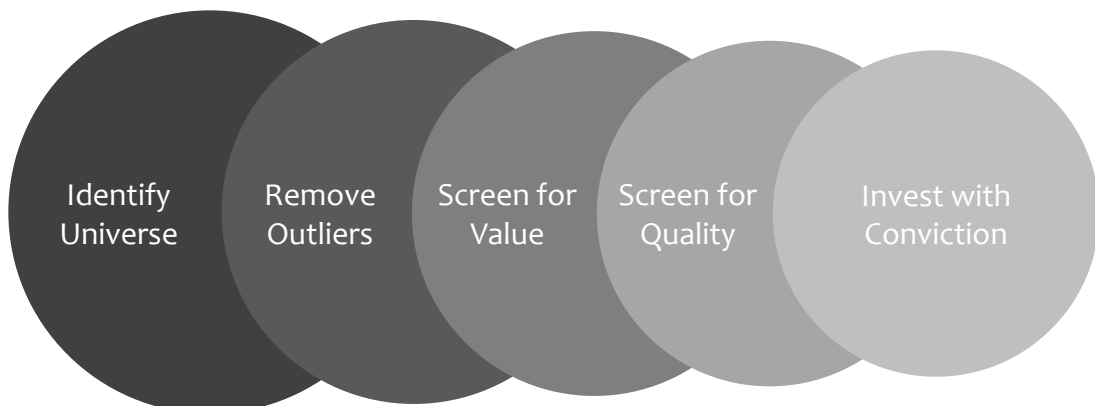 Identify
Universe
Remove
Outliers
Screen for
Value
Screen for
Quality
Invest with
Conviction